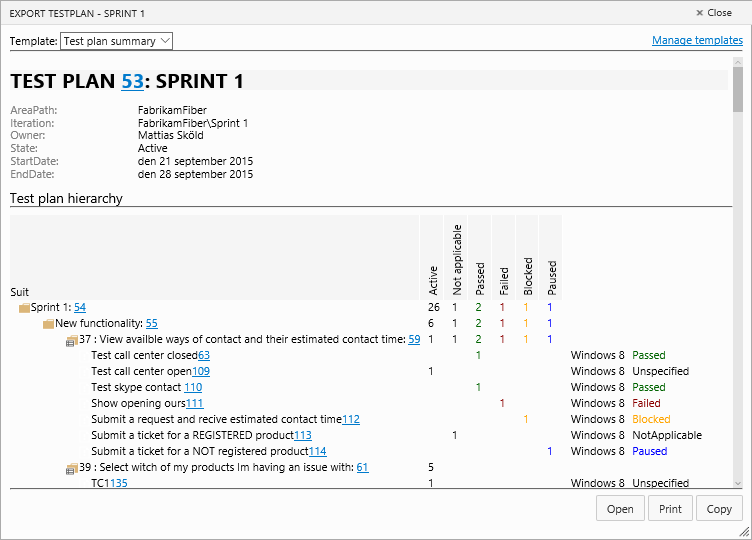 EXPORT TESTPLAN - SPRINT 1
Close
Template: Test plan summary
Manage templates
TEST PLAN 53: SPRINT 1
AreaPath: FabrikamFiber
Iteration: FabrikamFiber\Sprint 1
Owner: Mattias Sköld
State: Active
StartDate: den 21 september 2015
EndDate: den 28 september 2015
Test plan hierarchy
Suit Active Not applicable Passed Failed Blocked Paused
Sprint 1: 54 26 1 2 1 1 1
New functionality: 55 6 1 2 1 1 1
37 : View availble ways of contact and their estimated contact time: 59 1 1 2 1 1 1
Test call center closed63 1 Windows 8 Passed
Test call center open109 1 Windows 8 Unspecified
Test skype contact 110 1 Windows 8 Passed
Show opening ours111 1 Windows 8 Failed
Submit a request and recive estimated contact time112 1 Windows 8 Blocked
Submit a ticket for a REGISTERED product113 1 Windows 8 NotApplicable
Submit a ticket for a NOT registered product114 1 Windows 8 Paused
39 : Select witch of my products Im having an issue with: 61 5
TC1135 1 Windows 8 Unspecified
Open Print Copy